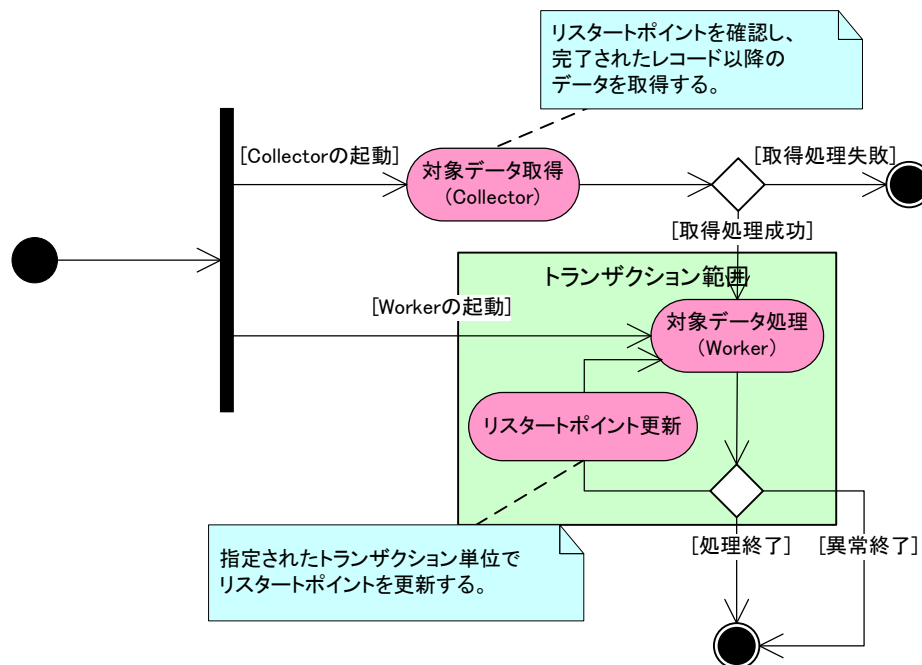 リスタートポイントを確認し、
完了されたレコード以降の
データを取得する。
[Collectorの起動]
対象データ取得
(Collector)
[取得処理失敗]
[取得処理成功]
トランザクション範囲
[Workerの起動]
対象データ処理
(Worker)
リスタートポイント更新
指定されたトランザクション単位で
リスタートポイントを更新する。
[処理終了]
[異常終了]